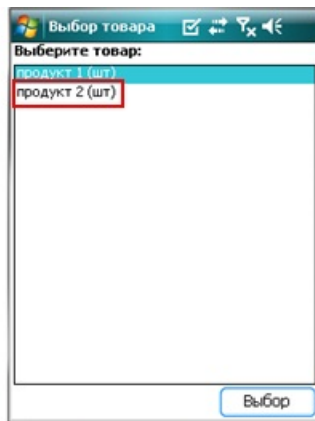 Выбор товара
Выберите товар:
продукт 1 (шт)
продукт 2 (шт)
Выбор